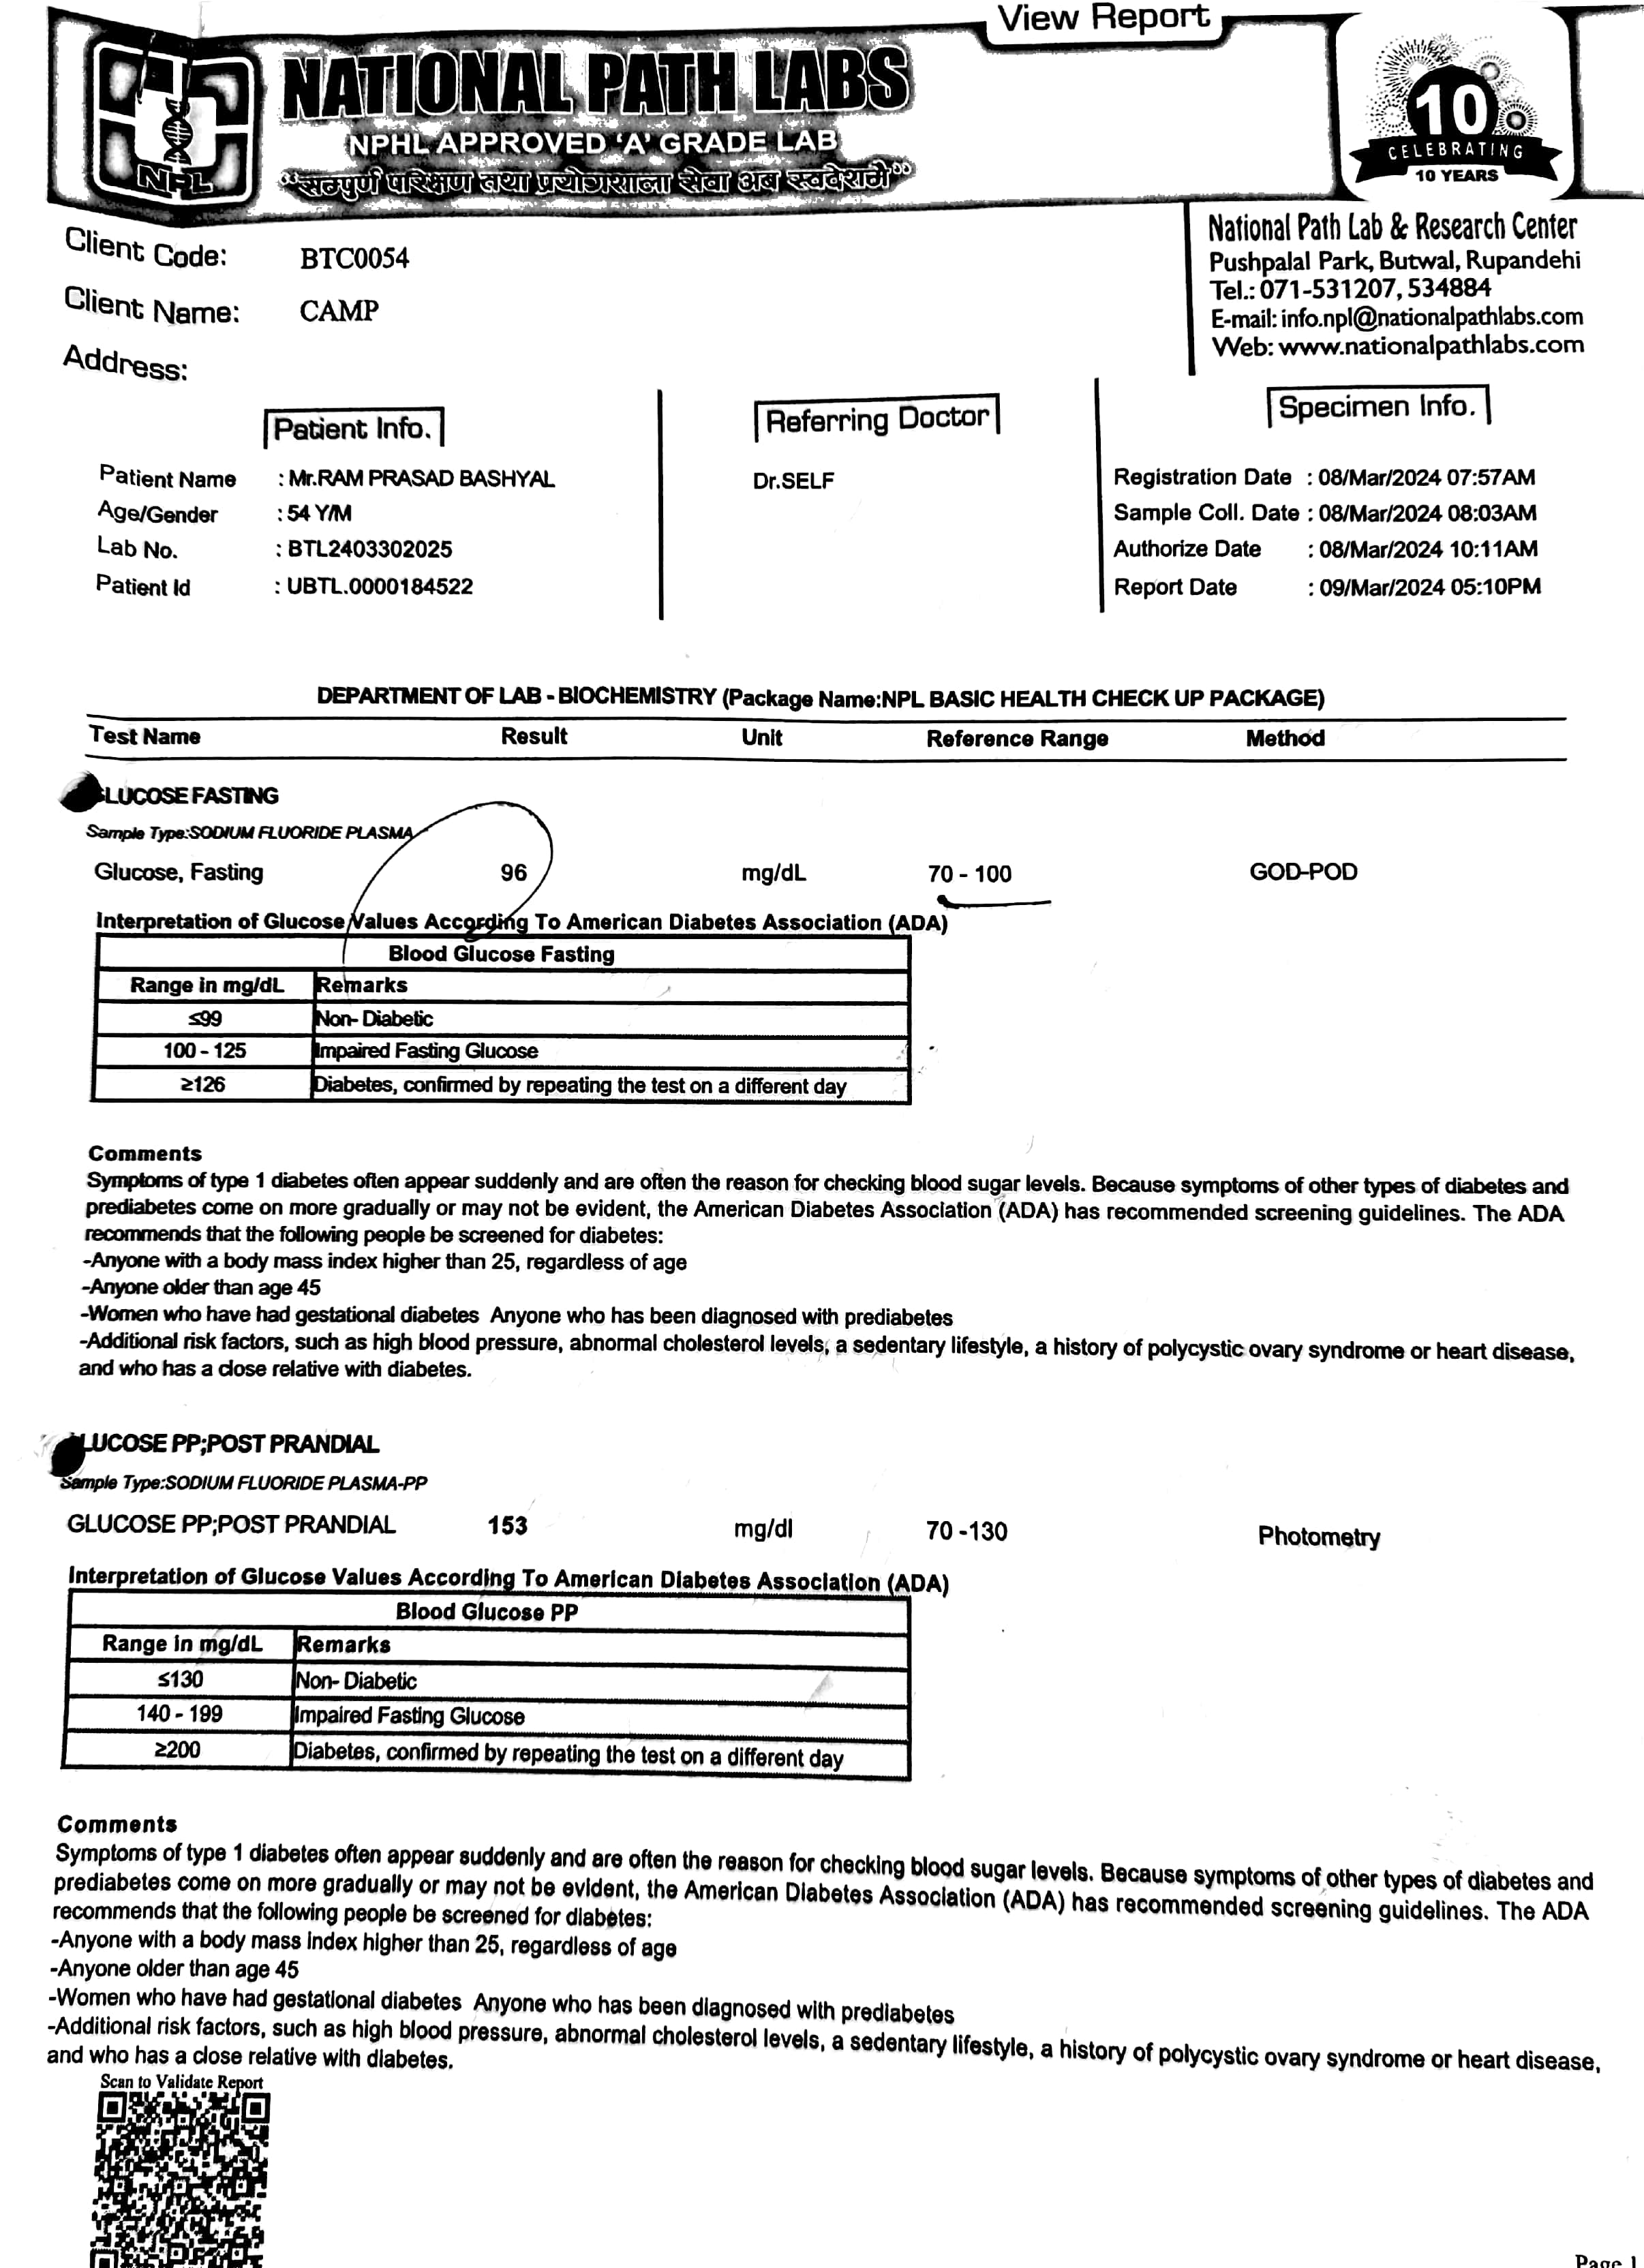 View Report
NATIONAL PATH LABS
NPHL APPROVED ‘A’ GRADE LAB
“सम्पुर्ण परिक्षण तथा प्रयोगशाला सेवा अब स्वदेशमै”
NPL
10
CELEBRATING
10 YEARS
Client Code: BTC0054
Client Name: CAMP
Address:
National Path Lab & Research Center
Pushpalal Park, Butwal, Rupandehi
Tel.: 071-531207, 534884
E-mail: info.npl@nationalpathlabs.com
Web: www.nationalpathlabs.com
Patient Info.
Patient Name : Mr.RAM PRASAD BASHYAL
Age/Gender : 54 Y/M
Lab No. : BTL2403302025
Patient Id : UBTL.0000184522
Referring Doctor
Dr.SELF
Specimen Info.
Registration Date : 08/Mar/2024 07:57AM
Sample Coll. Date : 08/Mar/2024 08:03AM
Authorize Date : 08/Mar/2024 10:11AM
Report Date : 09/Mar/2024 05:10PM
DEPARTMENT OF LAB - BIOCHEMISTRY (Package Name:NPL BASIC HEALTH CHECK UP PACKAGE)
Test Name Result Unit Reference Range Method
LUCOSE FASTING
Sample Type:SODIUM FLUORIDE PLASMA
Glucose, Fasting 96 mg/dL 70 - 100 GOD-POD
Interpretation of Glucose Values According To American Diabetes Association (ADA)
Blood Glucose Fasting
Range in mg/dL Remarks
≤99 Non- Diabetic
100 - 125 Impaired Fasting Glucose
≥126 Diabetes, confirmed by repeating the test on a different day
Comments
Symptoms of type 1 diabetes often appear suddenly and are often the reason for checking blood sugar levels. Because symptoms of other types of diabetes and
prediabetes come on more gradually or may not be evident, the American Diabetes Association (ADA) has recommended screening guidelines. The ADA
recommends that the following people be screened for diabetes:
-Anyone with a body mass index higher than 25, regardless of age
-Anyone older than age 45
-Women who have had gestational diabetes Anyone who has been diagnosed with prediabetes
-Additional risk factors, such as high blood pressure, abnormal cholesterol levels, a sedentary lifestyle, a history of polycystic ovary syndrome or heart disease,
and who has a close relative with diabetes.
LUCOSE PP;POST PRANDIAL
Sample Type:SODIUM FLUORIDE PLASMA-PP
GLUCOSE PP;POST PRANDIAL 153 mg/dl 70 -130 Photometry
Interpretation of Glucose Values According To American Diabetes Association (ADA)
Blood Glucose PP
Range in mg/dL Remarks
≤130 Non- Diabetic
140 - 199 Impaired Fasting Glucose
≥200 Diabetes, confirmed by repeating the test on a different day
Comments
Symptoms of type 1 diabetes often appear suddenly and are often the reason for checking blood sugar levels. Because symptoms of other types of diabetes and
prediabetes come on more gradually or may not be evident, the American Diabetes Association (ADA) has recommended screening guidelines. The ADA
recommends that the following people be screened for diabetes:
-Anyone with a body mass index higher than 25, regardless of age
-Anyone older than age 45
-Women who have had gestational diabetes Anyone who has been diagnosed with prediabetes
-Additional risk factors, such as high blood pressure, abnormal cholesterol levels, a sedentary lifestyle, a history of polycystic ovary syndrome or heart disease,
and who has a close relative with diabetes.
Scan to Validate Report
Page 1